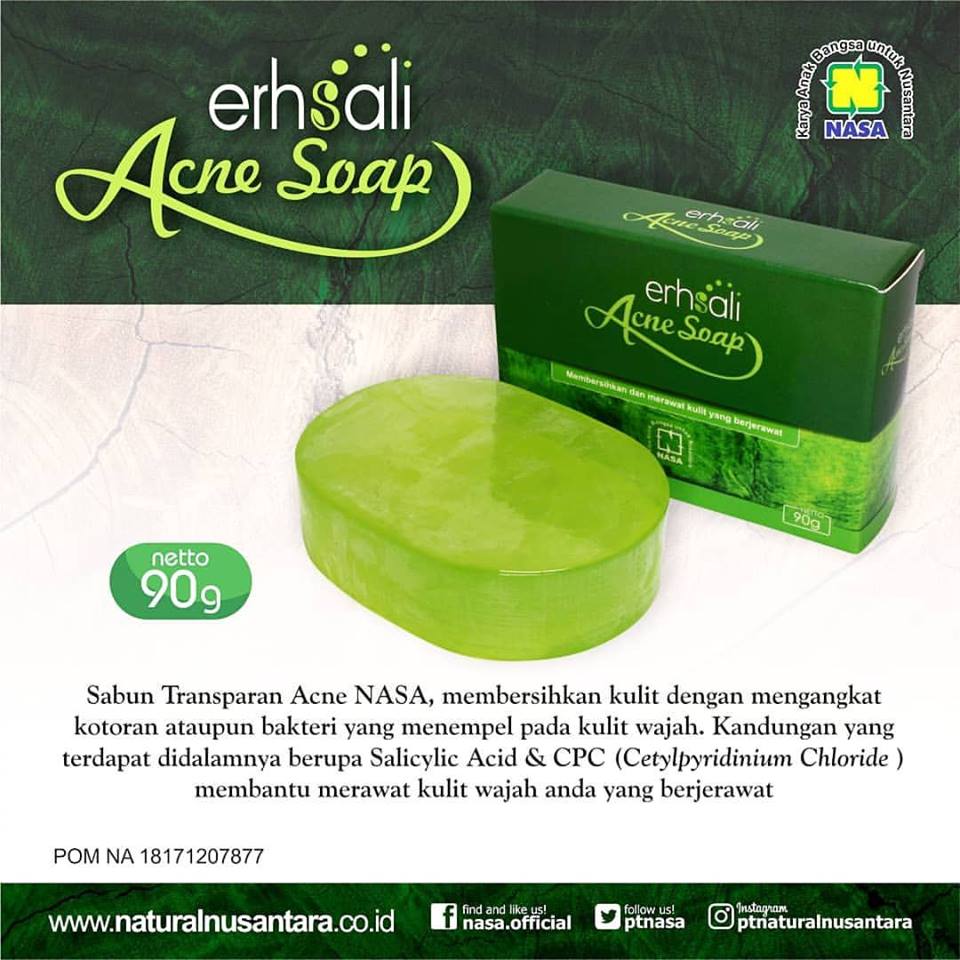 erhsali
Acne Soap
Karya Anak Bangsa untuk Nusantara
N
NASA
erhsali
Acne Soap
erhsali
Acne Soap
Membersihkan dan merawat kulit yang berjerawat
NASA
NETTO
90g
netto
90g
Sabun Transparan Acne NASA, membersihkan kulit dengan mengangkat
kotoran ataupun bakteri yang menempel pada kulit wajah. Kandungan yang
terdapat didalamnya berupa Salicylic Acid & CPC (Cetylpyridinium Chloride )
membantu merawat kulit wajah anda yang berjerawat
POM NA 18171207877
www.naturalnusantara.co.id
find and like us!
nasa.official
follow us!
ptnasa
Instagram
ptnaturalnusantara